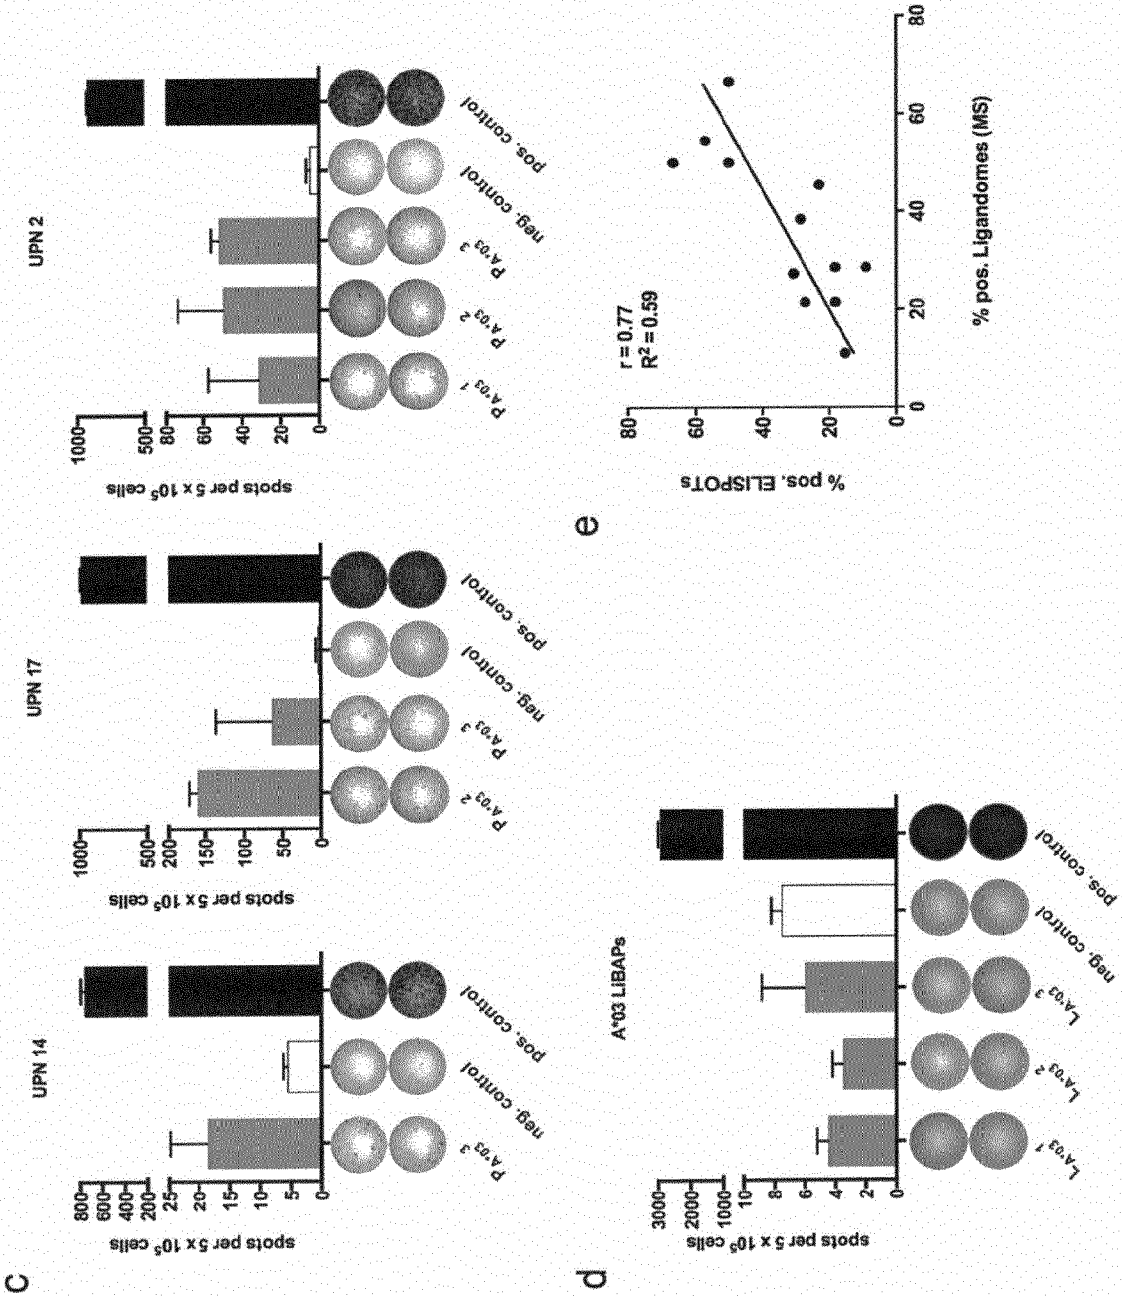 c
UPN 14
spots per 5 x 10⁵ cells
800
600
400
200
25
20
15
10
5
0
P A*03 3
neg. control
pos. control
UPN 17
spots per 5 x 10⁵ cells
1000
500
200
150
100
50
0
P A*03 2
P A*03 3
neg. control
pos. control
UPN 2
spots per 5 x 10⁵ cells
1000
500
80
60
40
20
0
P A*03 1
P A*03 2
P A*03 3
neg. control
pos. control
d
A*03 LiBAPs
spots per 5 x 10⁵ cells
3000
2000
1000
10
8
6
4
2
0
L A*03 1
L A*03 2
L A*03 3
neg. control
pos. control
e
r = 0.77
R² = 0.59
% pos. ELISPOTs
80
60
40
20
0
0 20 40 60 80
% pos. Ligandomes (MS)